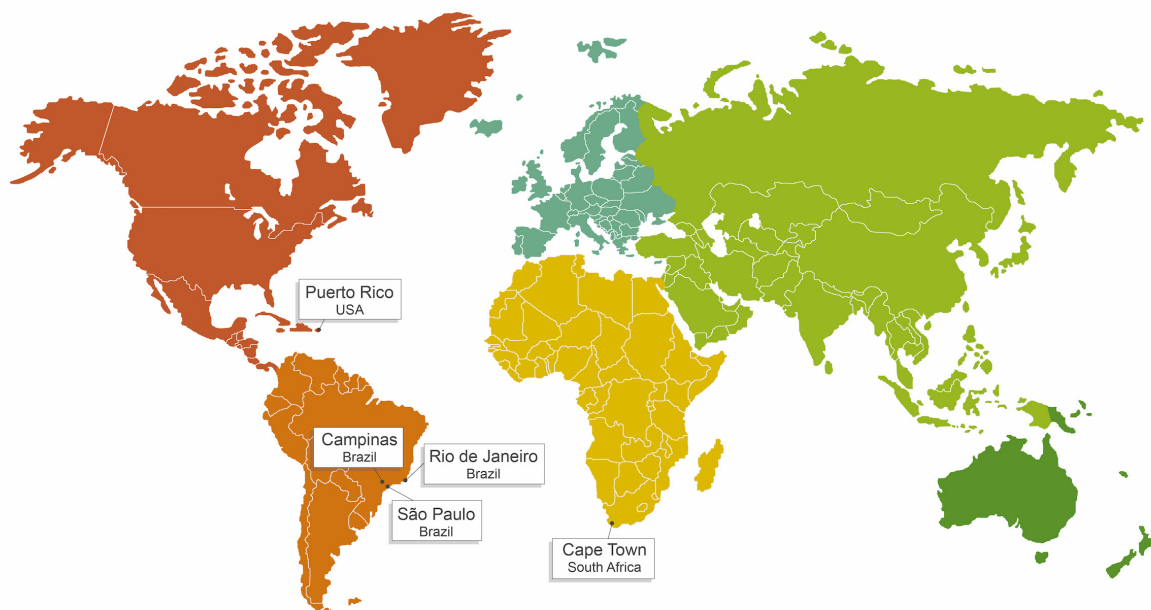 Puerto Rico
USA
Campinas
Brazil
Rio de Janeiro
Brazil
São Paulo
Brazil
Cape Town
South Africa